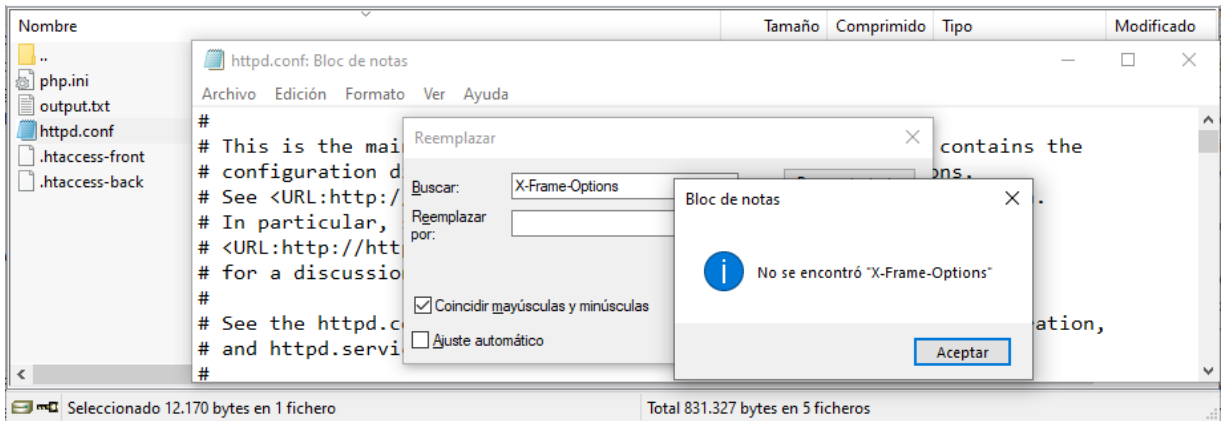 Nombre Tamaño Comprimido Tipo Modificado
..
php.ini
output.txt
httpd.conf
.htaccess-front
.htaccess-back
httpd.conf: Bloc de notas
Archivo Edición Formato Ver Ayuda
#
# This is the mai contains the
# configuration d ons.
# See <URL:http:/ .
# In particular,
# <URL:http://htt
# for a discussio
#
# See the httpd.c ation,
# and httpd.servi
#
Reemplazar
Buscar: X-Frame-Options
Reemplazar
por:
Coincidir mayúsculas y minúsculas
Ajuste automático
Bloc de notas
No se encontró "X-Frame-Options"
Aceptar
Seleccionado 12.170 bytes en 1 fichero Total 831.327 bytes en 5 ficheros